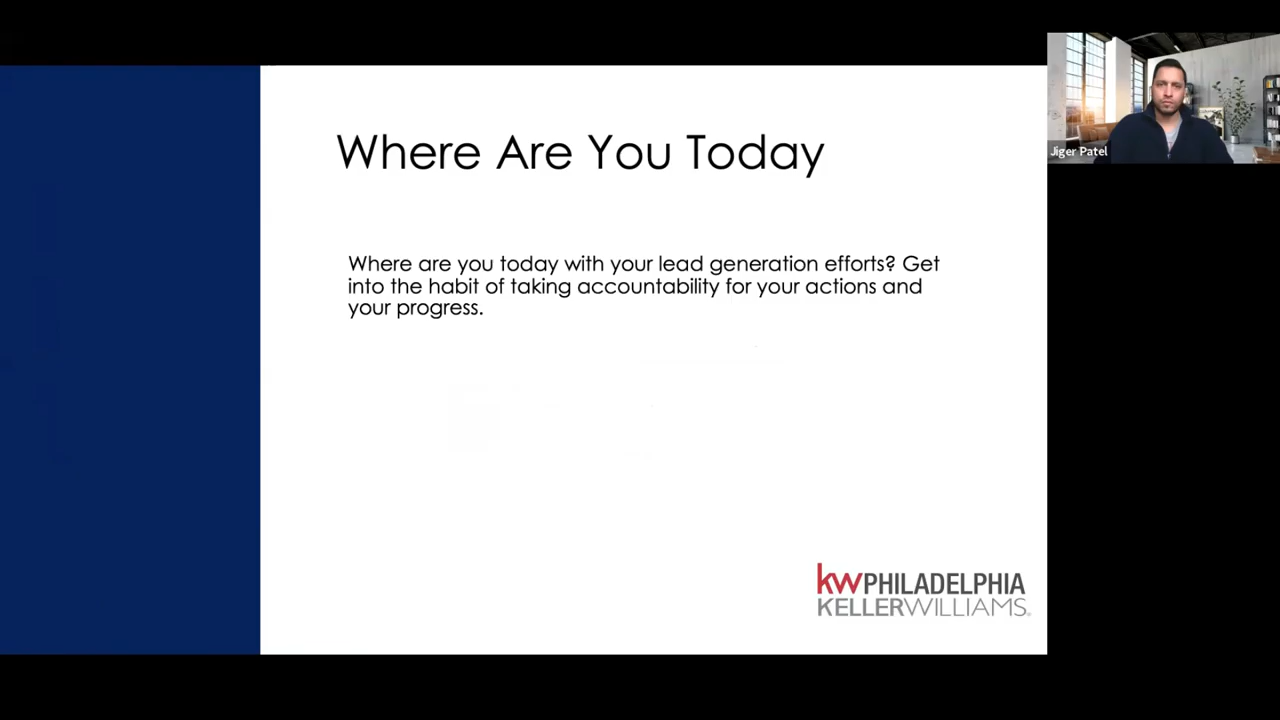 Where Are You Today
Jiger Patel
Where are you today with your lead generation efforts? Get
into the habit of taking accountability for your actions and
your progress.
kwPHILADELPHIA
KELLERWILLIAMS.